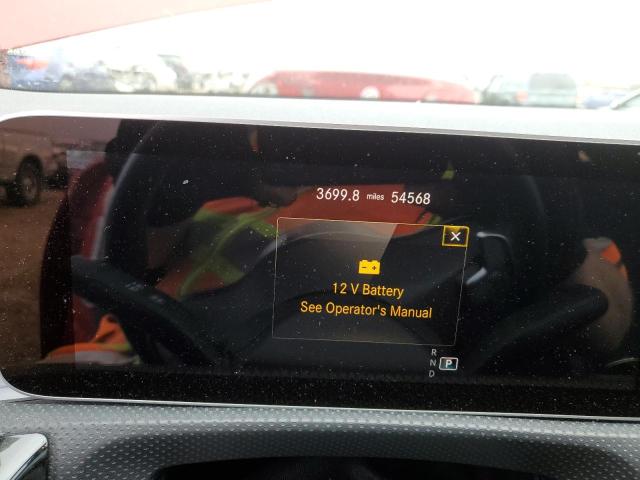 3699.8 miles 54568
X
12 V Battery
See Operator's Manual
R
N P
D